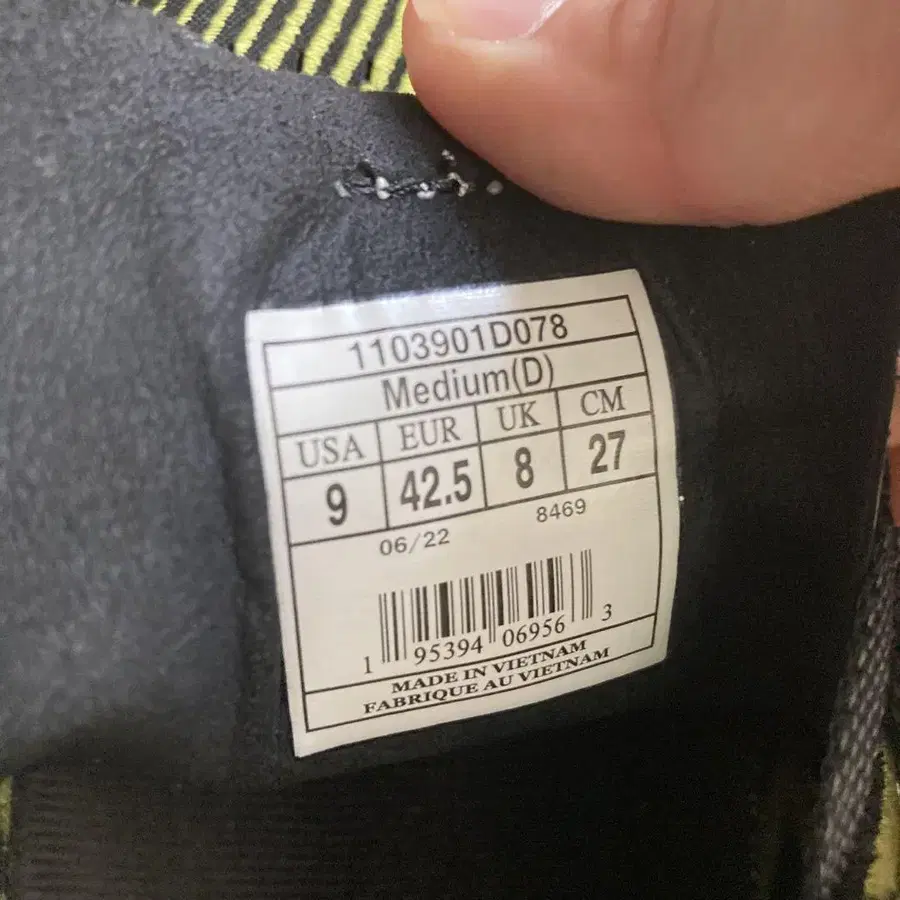 1103901D078
Medium(D)
USA EUR UK CM
9 42.5 8 27
06/22 8469
1 95394 06956 3
MADE IN VIETNAM
FABRIQUE AU VIETNAM